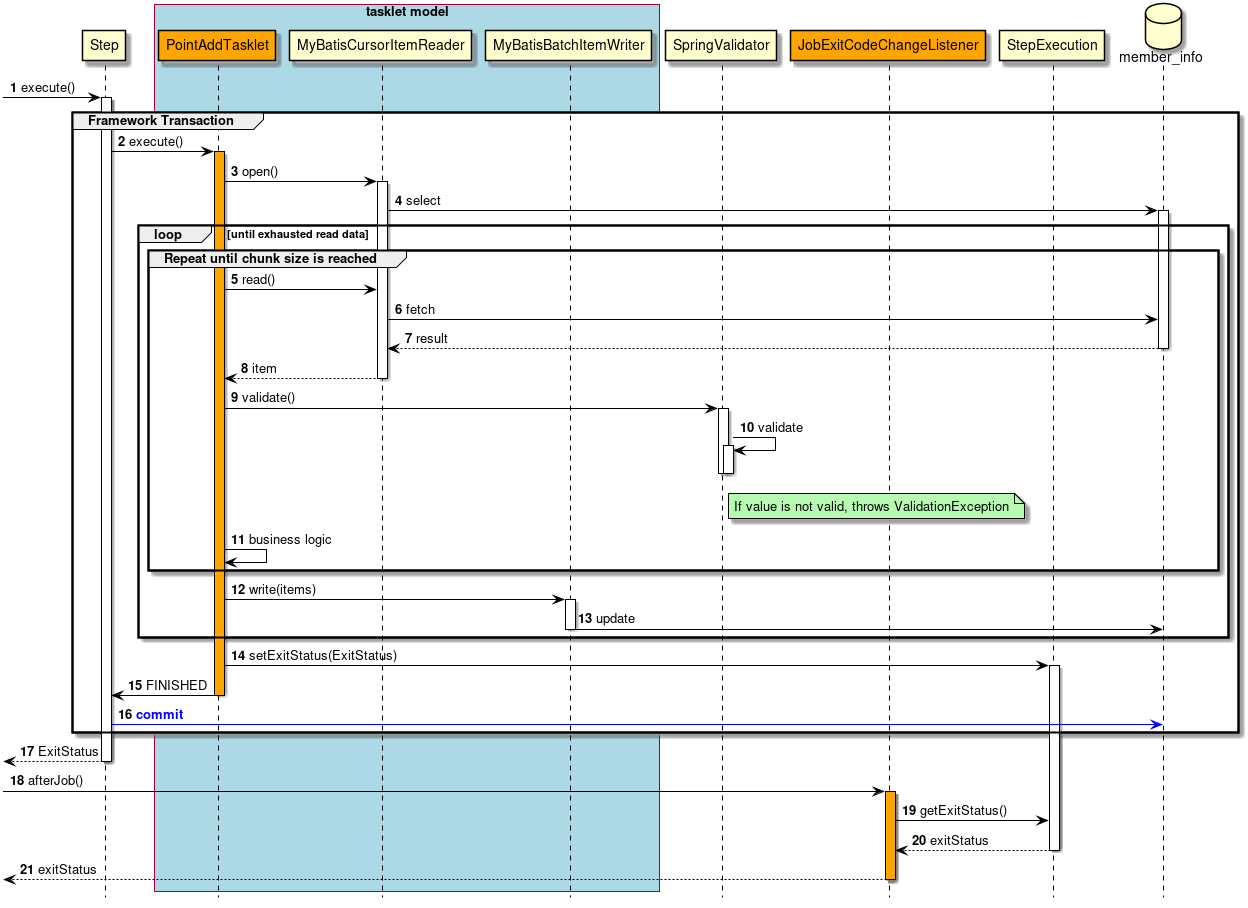 tasklet model
Step
PointAddTasklet
MyBatisCursorItemReader
MyBatisBatchItemWriter
SpringValidator
JobExitCodeChangeListener
StepExecution
member_info
1 execute()
Framework Transaction
2 execute()
3 open()
4 select
loop
[until exhausted read data]
Repeat until chunk size is reached
5 read()
6 fetch
7 result
8 item
9 validate()
10 validate
If value is not valid, throws ValidationException
11 business logic
12 write(items)
13 update
14 setExitStatus(ExitStatus)
15 FINISHED
16 commit
17 ExitStatus
18 afterJob()
19 getExitStatus()
20 exitStatus
21 exitStatus